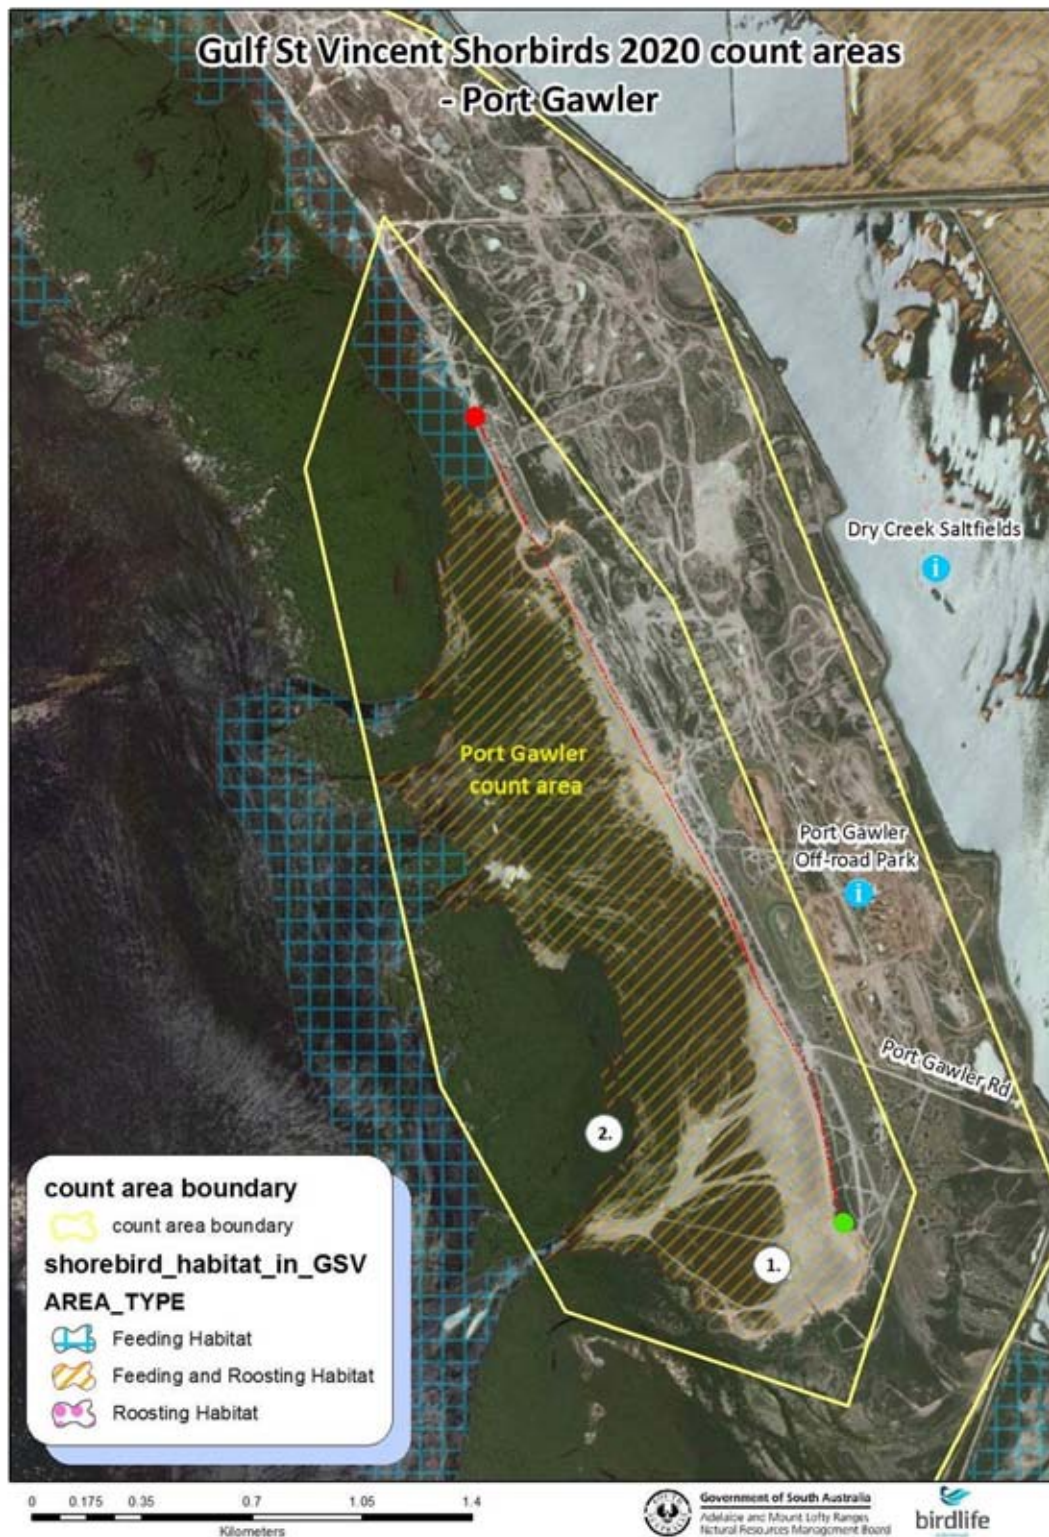 Gulf St Vincent Shorbirds 2020 count areas
- Port Gawler
Dry Creek Saltfields
i
Port Gawler
count area
Port Gawler
Off-road Park
i
Port Gawler Rd
2.
1.
count area boundary
count area boundary
shorebird_habitat_in_GSV
AREA_TYPE
Feeding Habitat
Feeding and Roosting Habitat
Roosting Habitat
0 0.175 0.35 0.7 1.05 1.4
Kilometers
Government of South Australia
Adelaide and Mount Lofty Ranges
Natural Resources Management Board
birdlife